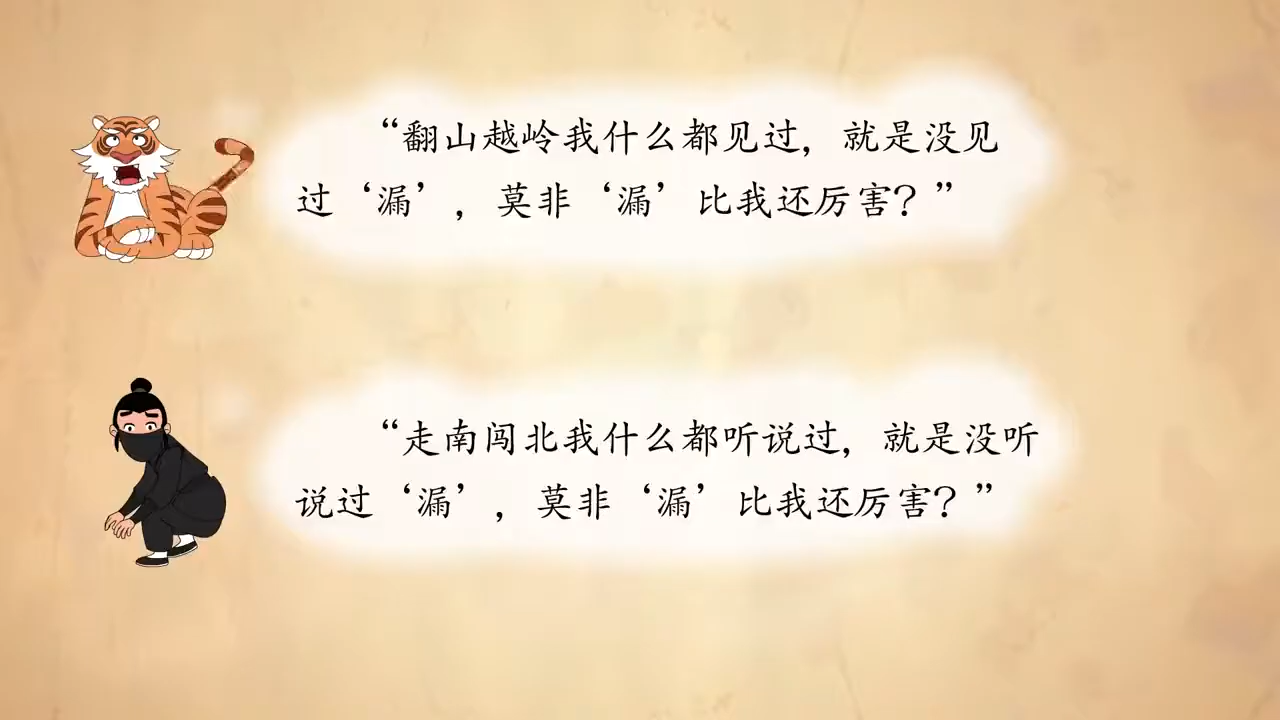 “翻山越岭我什么都见过，就是没见
过‘漏’，莫非‘漏’比我还厉害？”
“走南闯北我什么都听说过，就是没听
说过‘漏’，莫非‘漏’比我还厉害？”